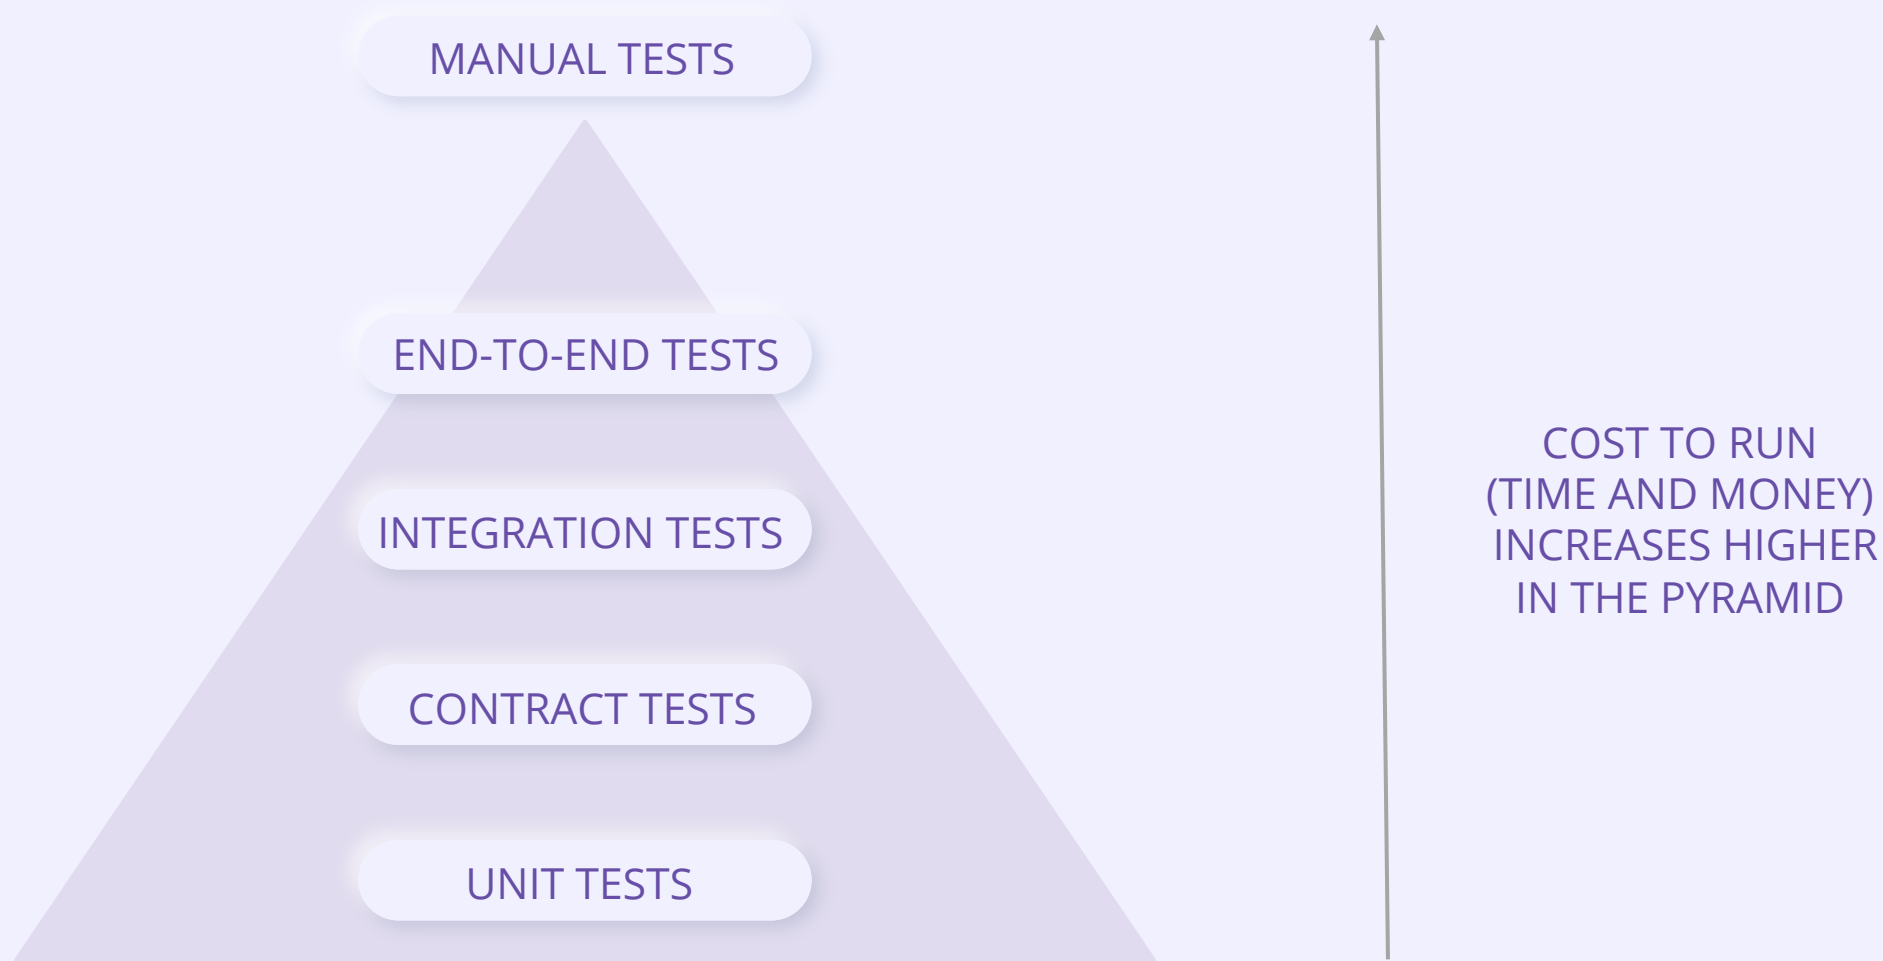 MANUAL TESTS
END-TO-END TESTS
INTEGRATION TESTS
CONTRACT TESTS
UNIT TESTS
COST TO RUN
(TIME AND MONEY)
INCREASES HIGHER
IN THE PYRAMID